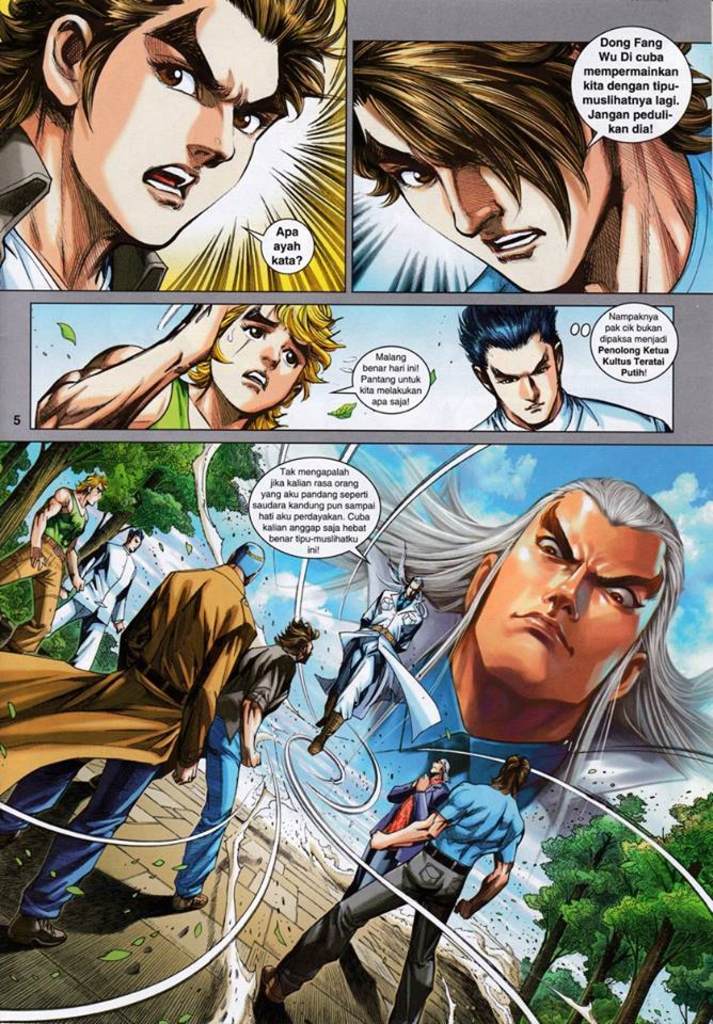 Apa
ayah
kata?
Dong Fang
Wu Di cuba
mempermainkan
kita dengan tipu-
muslihatnya lagi.
Jangan peduli-
kan dia!
Malang
benar hari ini!
Pantang untuk
kita melakukan
apa saja!
Nampaknya
pak cik bukan
dipaksa menjadi
Penolong Ketua
Kultus Teratai
Putih!
5
Tak mengapalah
jika kalian rasa orang
yang aku pandang seperti
saudara kandung pun sampai
hati aku perdayakan. Cuba
kalian anggap saja hebat
benar tipu-muslihatku
ini!